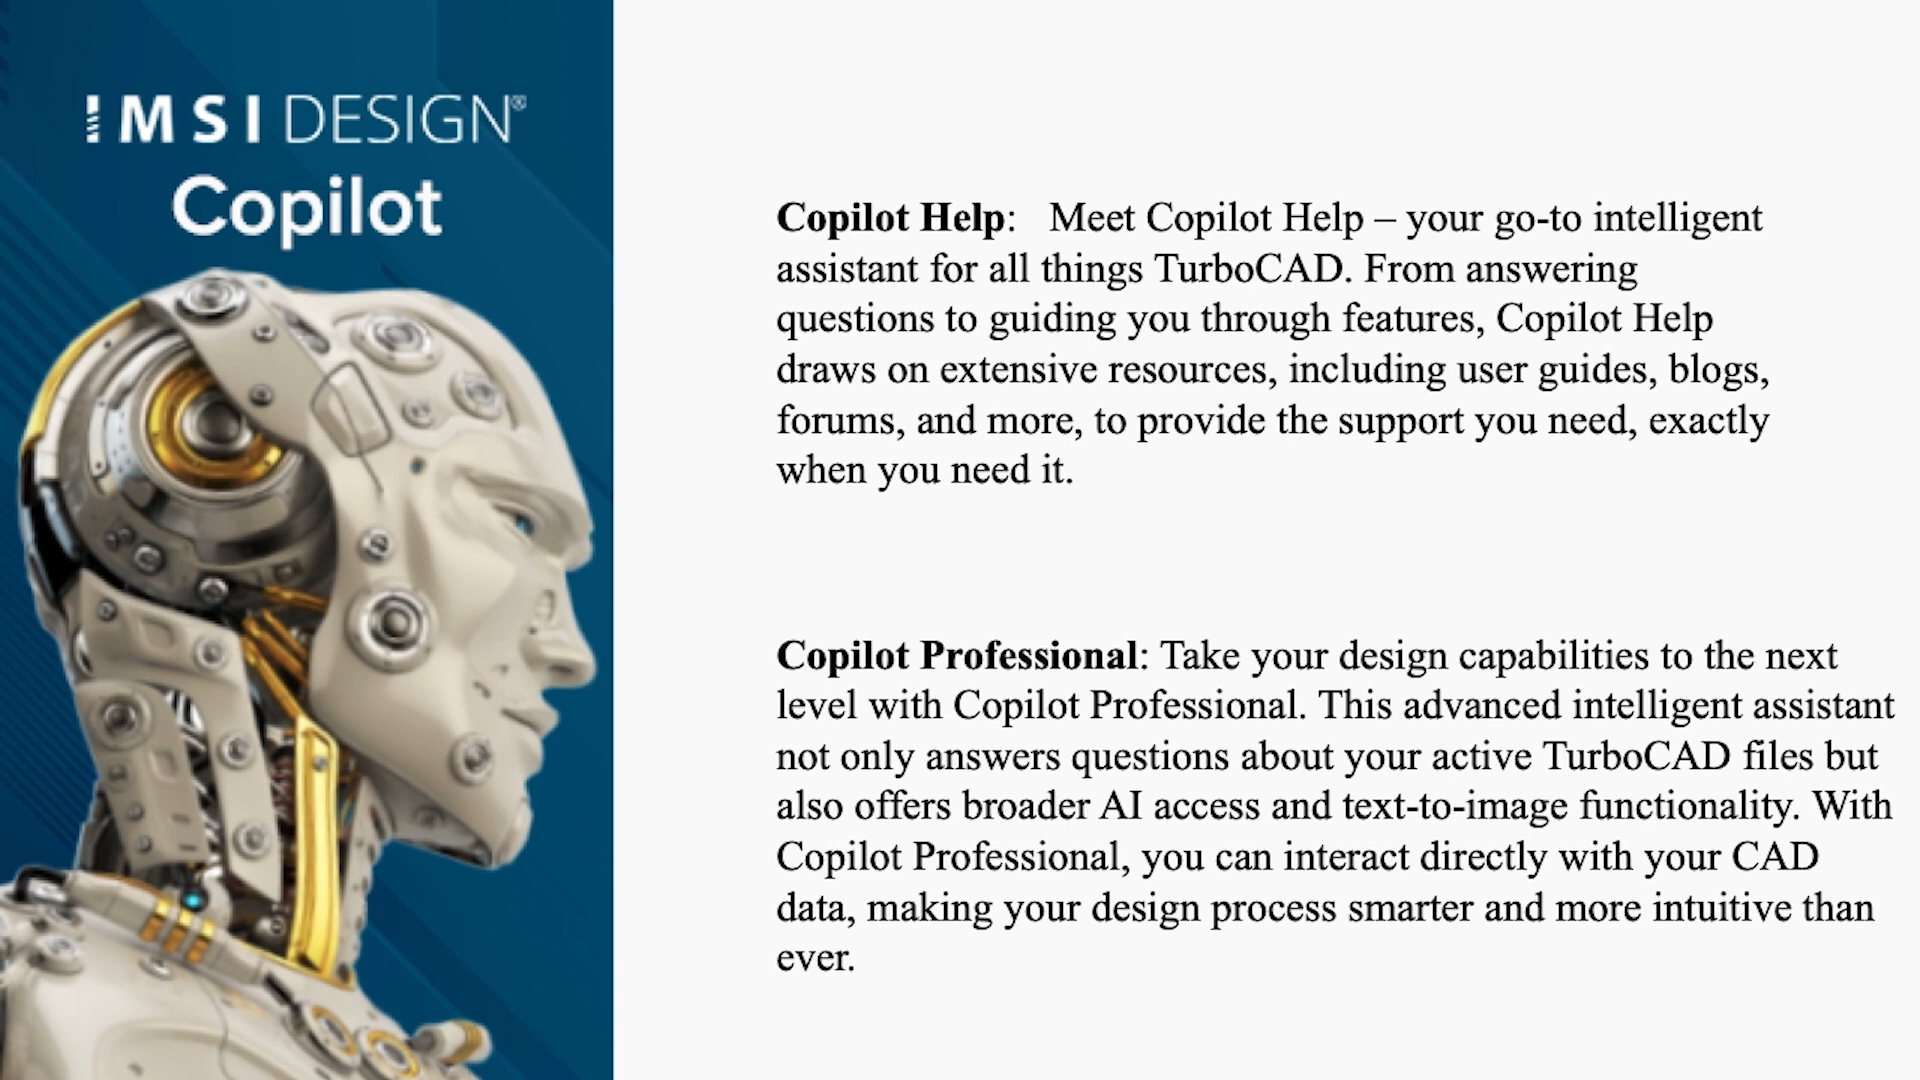 IMSI DESIGN®
Copilot
Copilot Help: Meet Copilot Help – your go-to intelligent
assistant for all things TurboCAD. From answering
questions to guiding you through features, Copilot Help
draws on extensive resources, including user guides, blogs,
forums, and more, to provide the support you need, exactly
when you need it.
Copilot Professional: Take your design capabilities to the next
level with Copilot Professional. This advanced intelligent assistant
not only answers questions about your active TurboCAD files but
also offers broader AI access and text-to-image functionality. With
Copilot Professional, you can interact directly with your CAD
data, making your design process smarter and more intuitive than
ever.